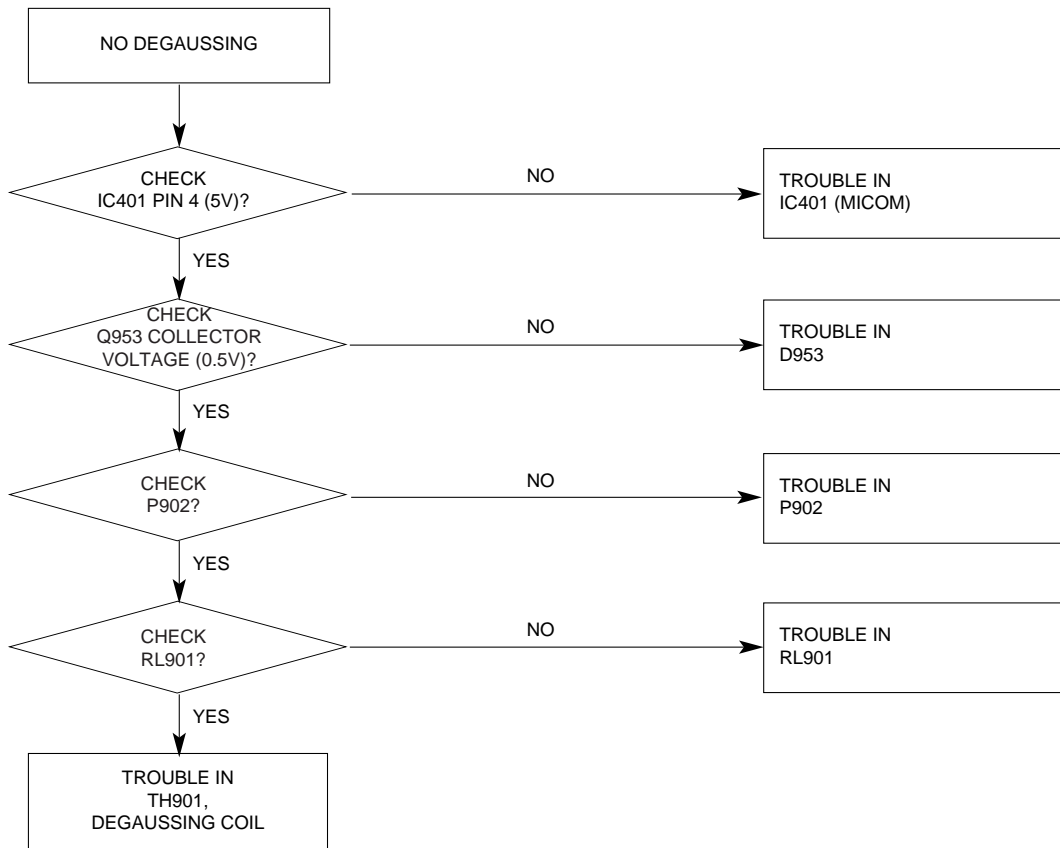 NO DEGAUSSING
CHECK
IC401 PIN 4 (5V)?
NO
TROUBLE IN
IC401 (MICOM)
YES
CHECK
Q953 COLLECTOR
VOLTAGE (0.5V)?
NO
TROUBLE IN
D953
YES
CHECK
P902?
NO
TROUBLE IN
P902
YES
CHECK
RL901?
NO
TROUBLE IN
RL901
YES
TROUBLE IN
TH901,
DEGAUSSING COIL